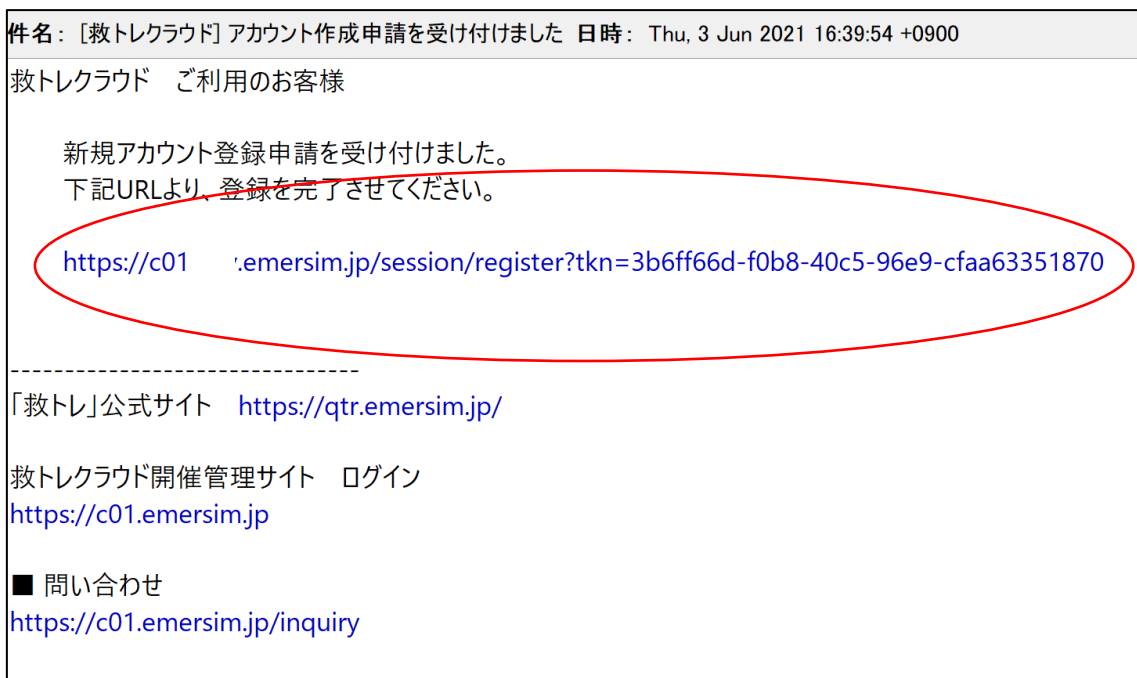 件名： [救トレクラウド] アカウント作成申請を受け付けました 日時： Thu, 3 Jun 2021 16:39:54 +0900
救トレクラウド　ご利用のお客様
新規アカウント登録申請を受け付けました。
下記URLより、登録を完了させてください。
https://c01 .emersim.jp/session/register?tkn=3b6ff66d-f0b8-40c5-96e9-cfaa63351870
--------------------------------
「救トレ」公式サイト　https://qtr.emersim.jp/
救トレクラウド開催管理サイト　ログイン
https://c01.emersim.jp
■ 問い合わせ
https://c01.emersim.jp/inquiry